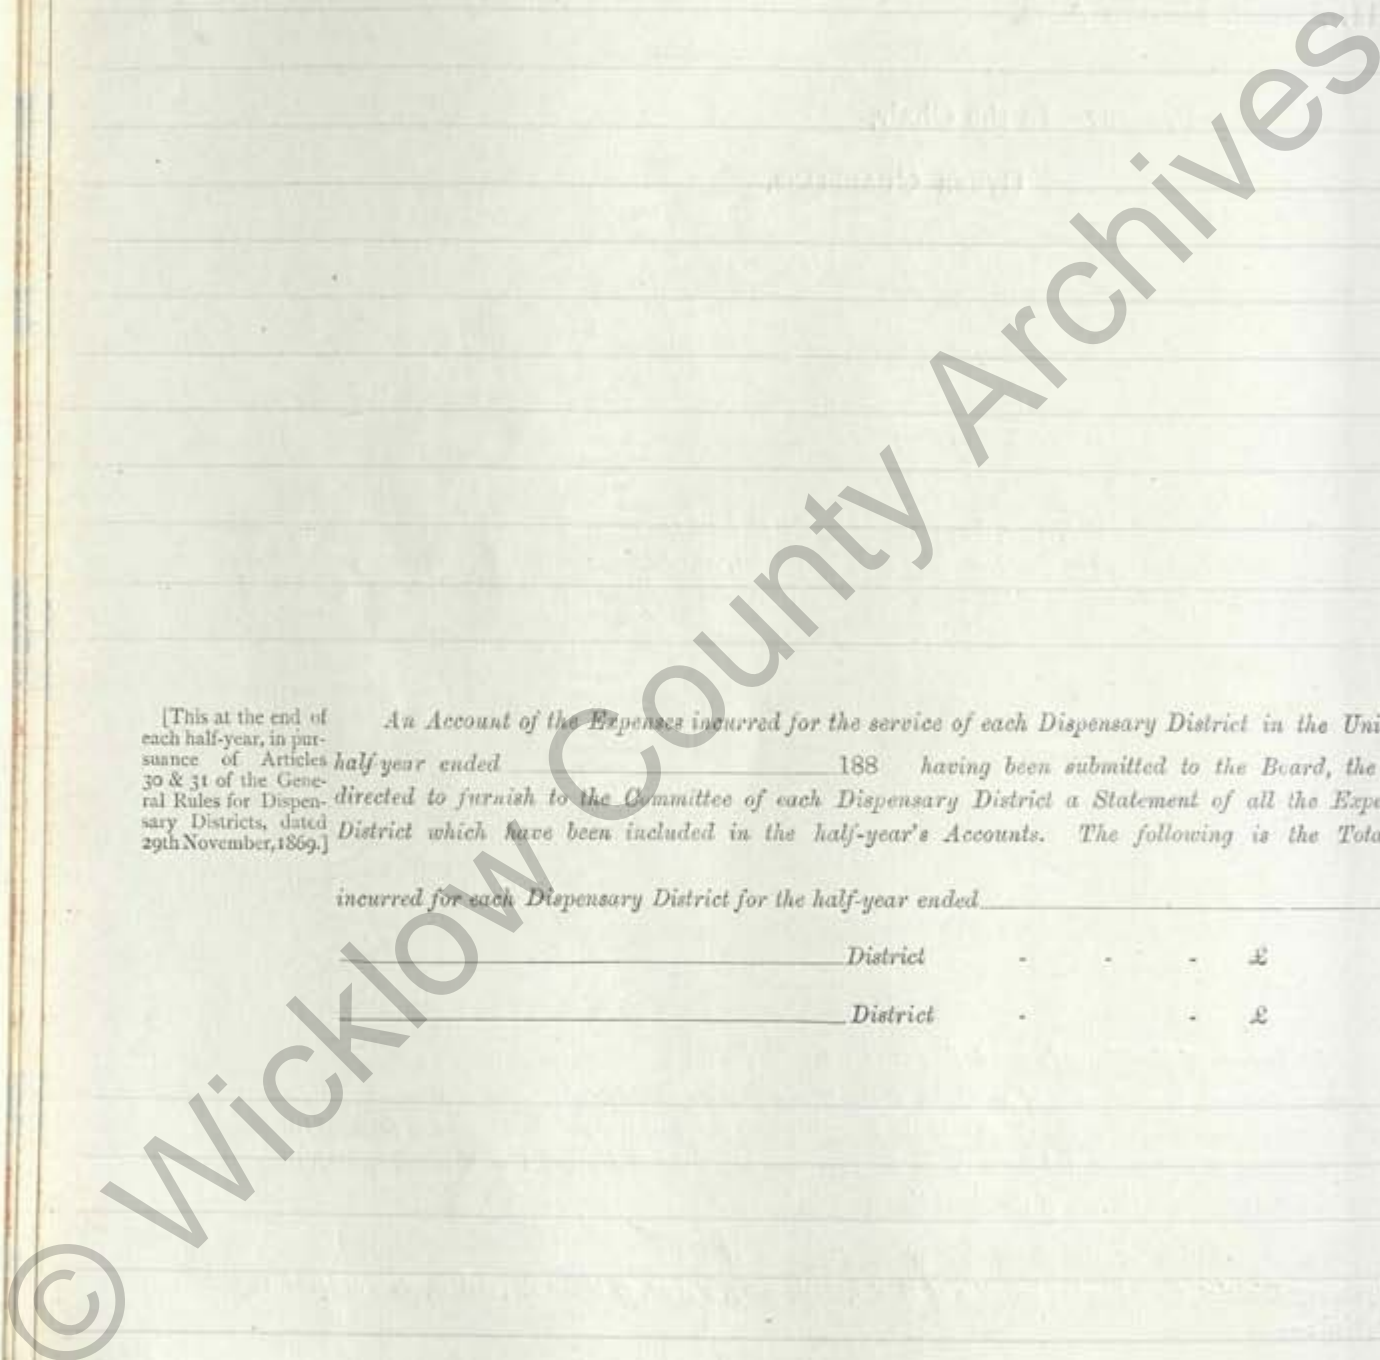 [This at the end of
each half-year, in pur-
suance of Articles
30 & 31 of the Gene-
ral Rules for Dispen-
sary Districts, dated
29th November, 1869.]
An Account of the Expenses incurred for the service of each Dispensary District in the Uni
half year ended 188 having been submitted to the Board, the
directed to furnish to the Committee of each Dispensary District a Statement of all the Expe
District which have been included in the half-year's Accounts. The following is the Tota
incurred for each Dispensary District for the half-year ended
District - - - £
District - - £
© Wicklow County Archives